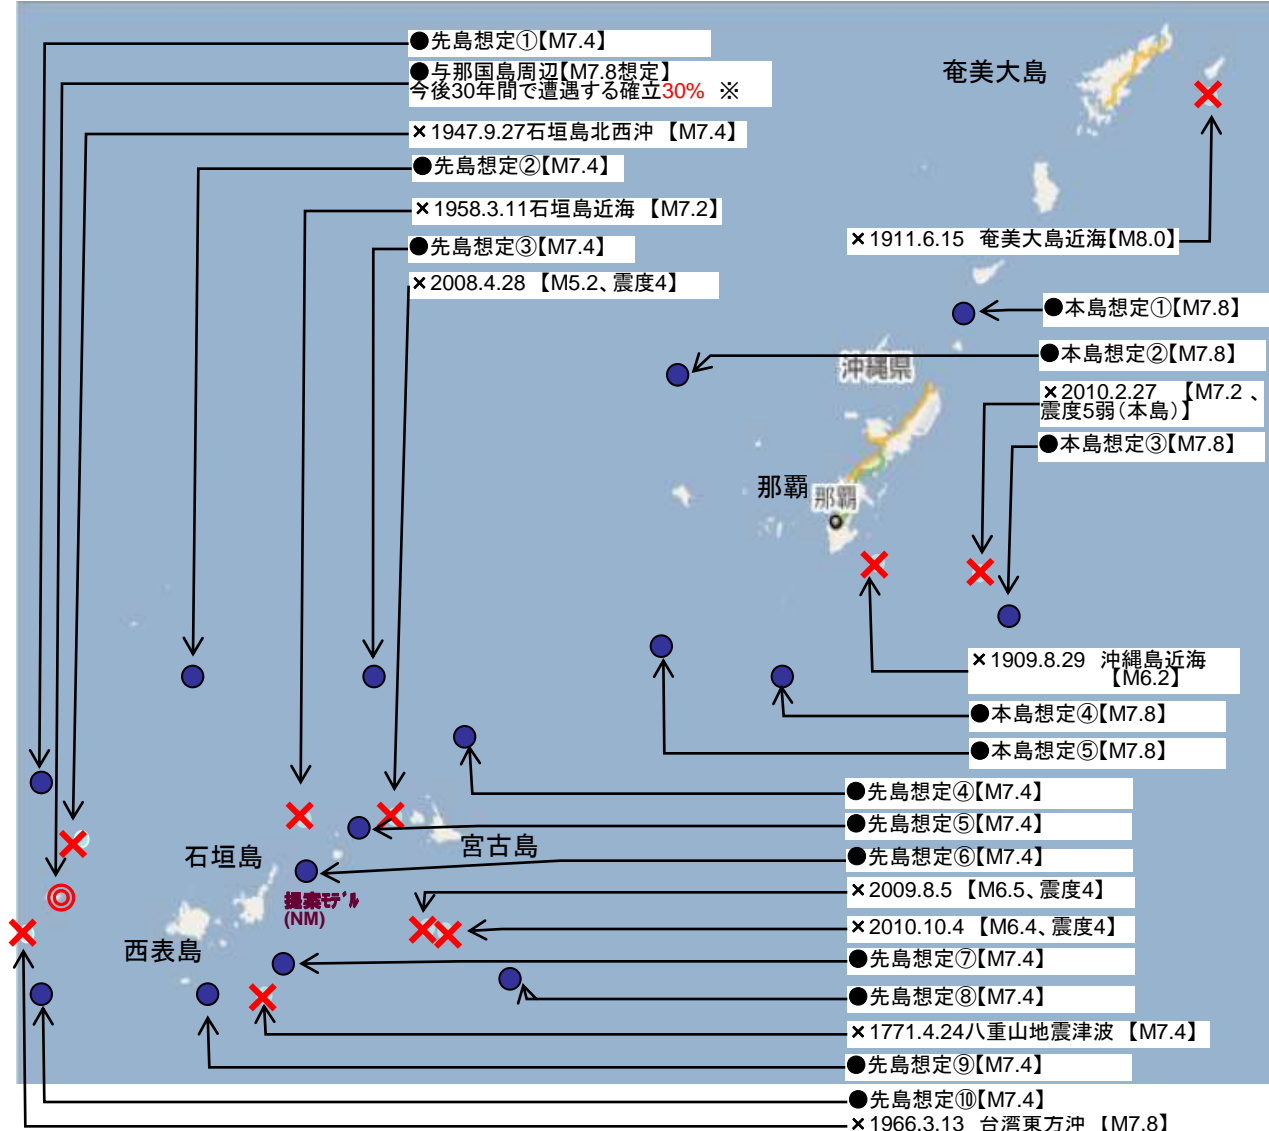 ●先島想定①【M7.4】
●与那国島周辺【M7.8想定】
今後30年間で遭遇する確立30% ※
×1947.9.27石垣島北西沖 【M7.4】
●先島想定②【M7.4】
×1958.3.11石垣島近海 【M7.2】
●先島想定③【M7.4】
×2008.4.28 【M5.2、震度4】
奄美大島
×1911.6.15 奄美大島近海【M8.0】
●本島想定①【M7.8】
●本島想定②【M7.8】
沖縄県
×2010.2.27 【M7.2 、
震度5弱(本島)】
●本島想定③【M7.8】
那覇
那覇
×1909.8.29 沖縄島近海
【M6.2】
●本島想定④【M7.8】
●本島想定⑤【M7.8】
●先島想定④【M7.4】
●先島想定⑤【M7.4】
宮古島
石垣島
●先島想定⑥【M7.4】
提案モデル
(NM)
×2009.8.5 【M6.5、震度4】
×2010.10.4 【M6.4、震度4】
西表島
●先島想定⑦【M7.4】
●先島想定⑧【M7.4】
×1771.4.24八重山地震津波 【M7.4】
●先島想定⑨【M7.4】
●先島想定⑩【M7.4】
×1966.3.13 台湾東方沖 【M7.8】